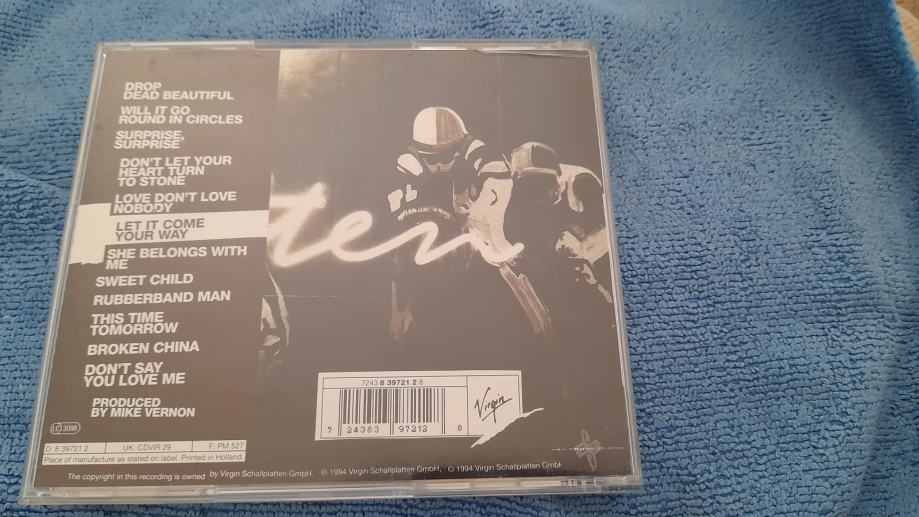 DROP
DEAD BEAUTIFUL
WILL IT GO
ROUND IN CIRCLES
SURPRISE,
SURPRISE
DON'T LET YOUR
HEART TURN
TO STONE
LOVE DON'T LOVE
NOBODY
LET IT COME
YOUR WAY
SHE BELONGS WITH
ME
SWEET CHILD
RUBBERBAND MAN
THIS TIME
TOMORROW
BROKEN CHINA
DON'T SAY
YOU LOVE ME
PRODUCED
BY MIKE VERNON
LC 3098
D: 8 39721 2 UK: CDVIR 29 F: PM 527
Place of manufacture as stated on label. Printed in Holland.
The copyright in this recording is owned by Virgin Schallplatten GmbH. ℗ 1994 Virgin Schallplatten GmbH, © 1994 Virgin Schallplatten GmbH
ten
7243 8 39721 2 8
7 24383 97212 8
Virgin